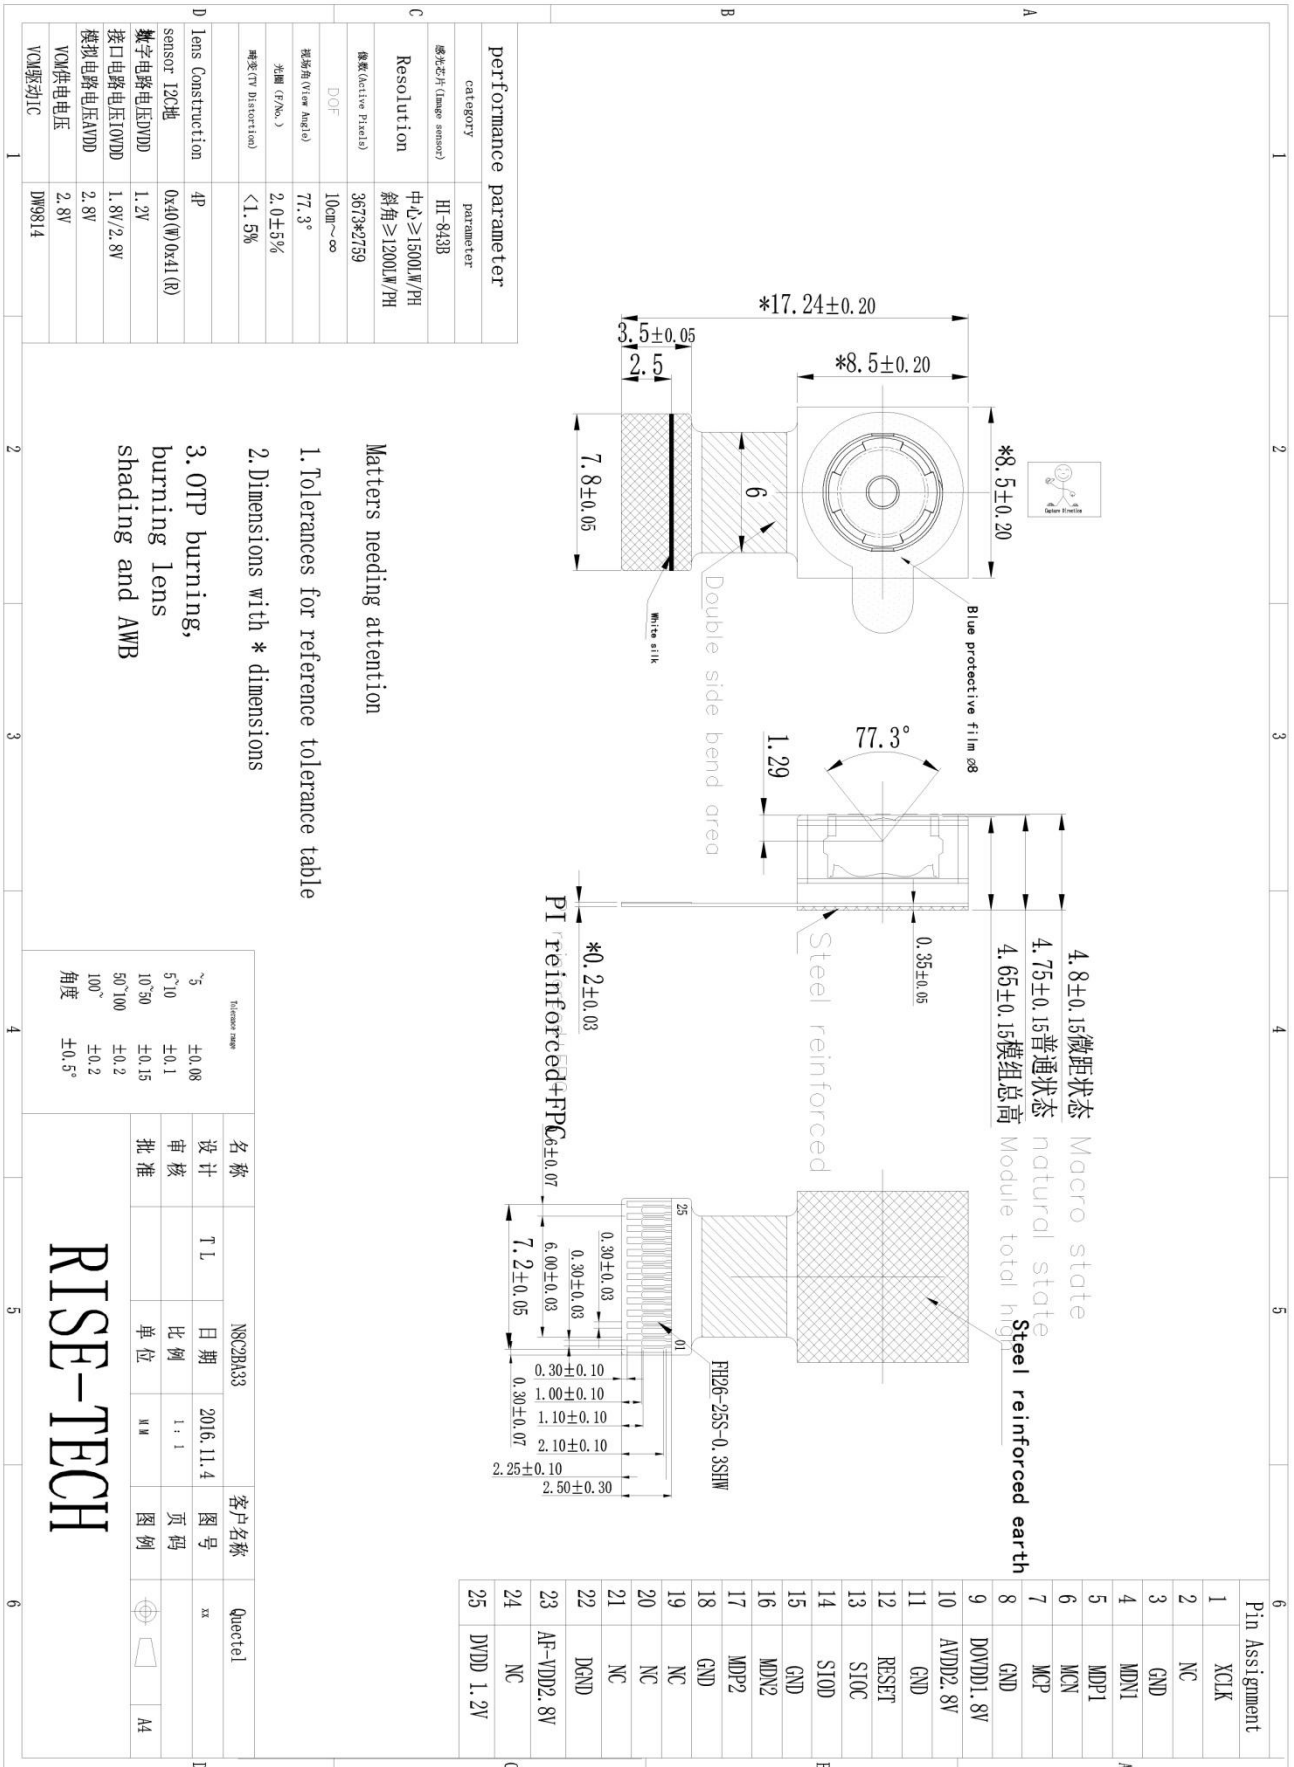 1
2
3
4
5
6
A
B
C
D
Capture Direction
*17.24±0.20
3.5±0.05
2.5
*8.5±0.20
*8.5±0.20
7.8±0.05
6
Blue protective film ø8
Double side bend area
White silk
77.3°
1.29
*0.2±0.03
0.35±0.05
PI reinforced+FPC
Steel reinforced
4.8±0.15微距状态 Macro state
4.75±0.15普通状态 natural state
4.65±0.15模组总高 Module total high
Steel reinforced earth
25
01
FH26-25S-0.3SHW
6±0.07
7.2±0.05
6.00±0.03
0.30±0.03
0.30±0.03
0.30±0.07
0.30±0.10
1.00±0.10
1.10±0.10
2.10±0.10
2.25±0.10
2.50±0.30
Pin Assignment
1 XCLK
2 NC
3 GND
4 MDN1
5 MDP1
6 MCN
7 MCP
8 GND
9 DOVDD1.8V
10 AVDD2.8V
11 GND
12 RESET
13 SIOC
14 SIOD
15 GND
16 MDN2
17 MDP2
18 GND
19 NC
20 NC
21 NC
22 DGND
23 AF-VDD2.8V
24 NC
25 DVDD 1.2V
performance parameter
category parameter
感光芯片(Image sensor) HI-843B
Resolution 中心≥1500LW/PH
斜角≥1200LW/PH
像数(Active Pixels) 3673*2759
DOF 10cm~∞
视场角(View Angle) 77.3°
光圈 (F/No.) 2.0±5%
畸变(TV Distortion) <1.5%
lens Construction 4P
sensor I2C地 0x40(W)0x41(R)
数字电路电压DVDD 1.2V
接口电路电压IOVDD 1.8V/2.8V
模拟电路电压AVDD 2.8V
VCM供电电压 2.8V
VCM驱动IC DW9814
Matters needing attention
1.Tolerances for reference tolerance table
2.Dimensions with * dimensions
3.OTP burning,
burning lens
shading and AWB
Tolerance range
~5 ±0.08
5~10 ±0.1
10~50 ±0.15
50~100 ±0.2
100~ ±0.2
角度 ±0.5°
名称 N8C2BA33 客户名称 Quectel
设计 TL 日期 2016.11.4 图号 xx
审核 比例 1:1 页码
批准 单位 MM 图例 A4
RISE-TECH
1
2
3
4
5
6
A
B
C
D